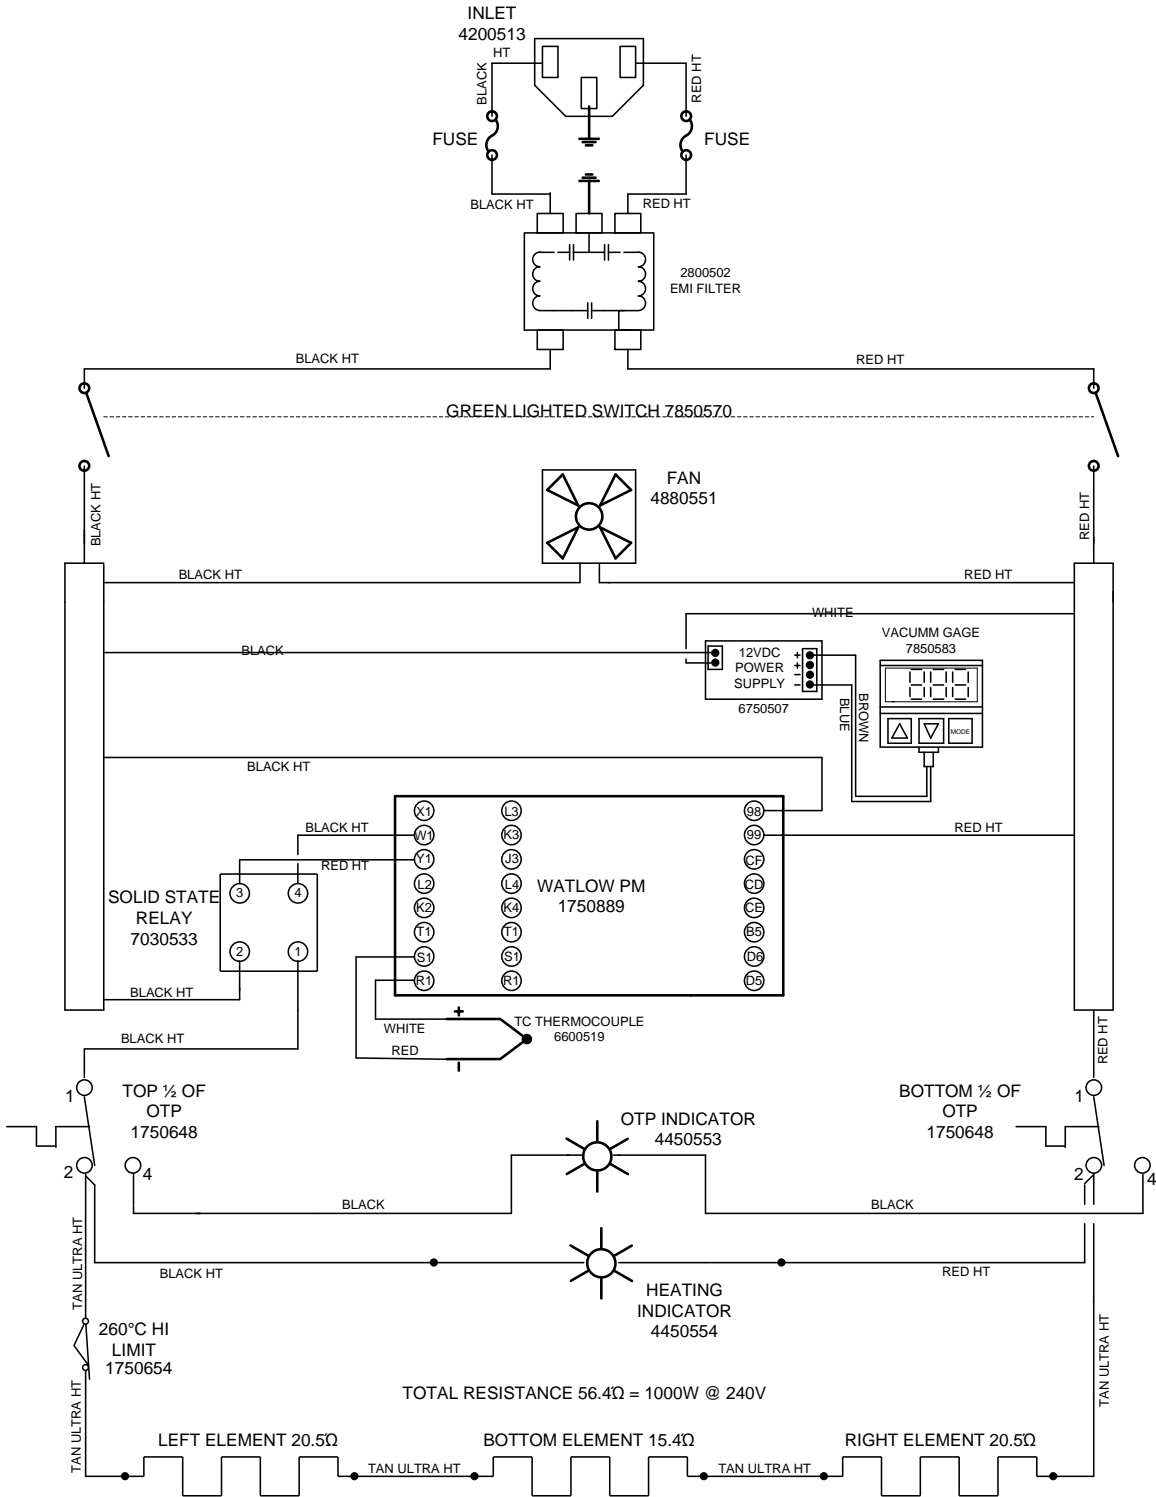 INLET
4200513
HT
BLACK
RED HT
FUSE
FUSE
BLACK HT
RED HT
2800502
EMI FILTER
BLACK HT
RED HT
GREEN LIGHTED SWITCH 7850570
FAN
4880551
BLACK HT
RED HT
BLACK HT
RED HT
WHITE
BLACK
VACUMM GAGE
7850583
12VDC
POWER
SUPPLY
+
+
−
−
6750507
BLUE
BROWN
MODE
BLACK HT
X1
L3
98
BLACK HT
W1
K3
99
RED HT
RED HT
Y1
J3
CF
SOLID STATE
RELAY
7030533
3
4
2
1
L2
L4
CD
WATLOW PM
1750889
K2
K4
CE
T1
T1
B5
S1
S1
D6
R1
R1
D5
BLACK HT
WHITE
+
TC THERMOCOUPLE
6600519
RED
−
BLACK HT
RED HT
1
TOP ½ OF
OTP
1750648
2
4
OTP INDICATOR
4450553
BOTTOM ½ OF
OTP
1750648
1
2
4
BLACK
BLACK
TAN ULTRA HT
BLACK HT
RED HT
HEATING
INDICATOR
4450554
260°C HI
LIMIT
1750654
TAN ULTRA HT
TAN ULTRA HT
TOTAL RESISTANCE 56.4Ω = 1000W @ 240V
LEFT ELEMENT 20.5Ω
BOTTOM ELEMENT 15.4Ω
RIGHT ELEMENT 20.5Ω
TAN ULTRA HT
TAN ULTRA HT